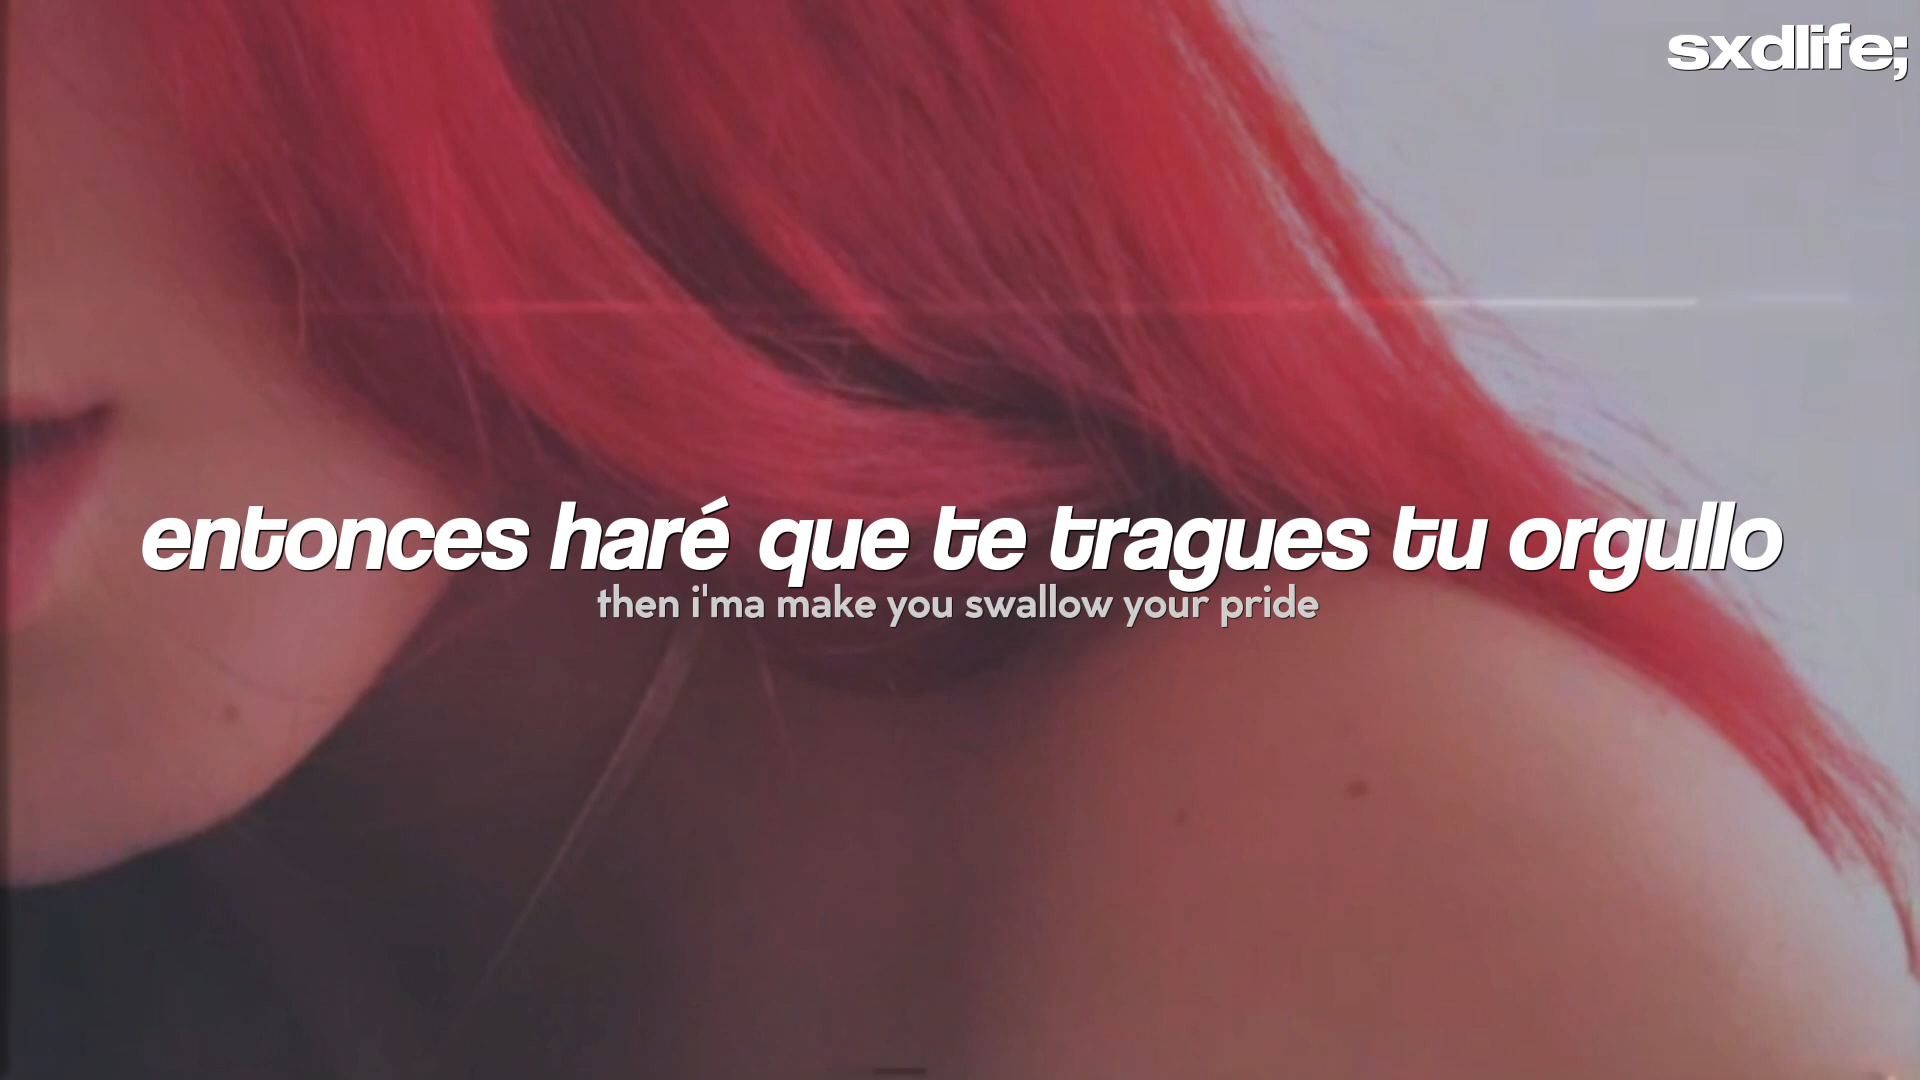 sxdlife;
entonces haré que te tragues tu orgullo
then i'ma make you swallow your pride